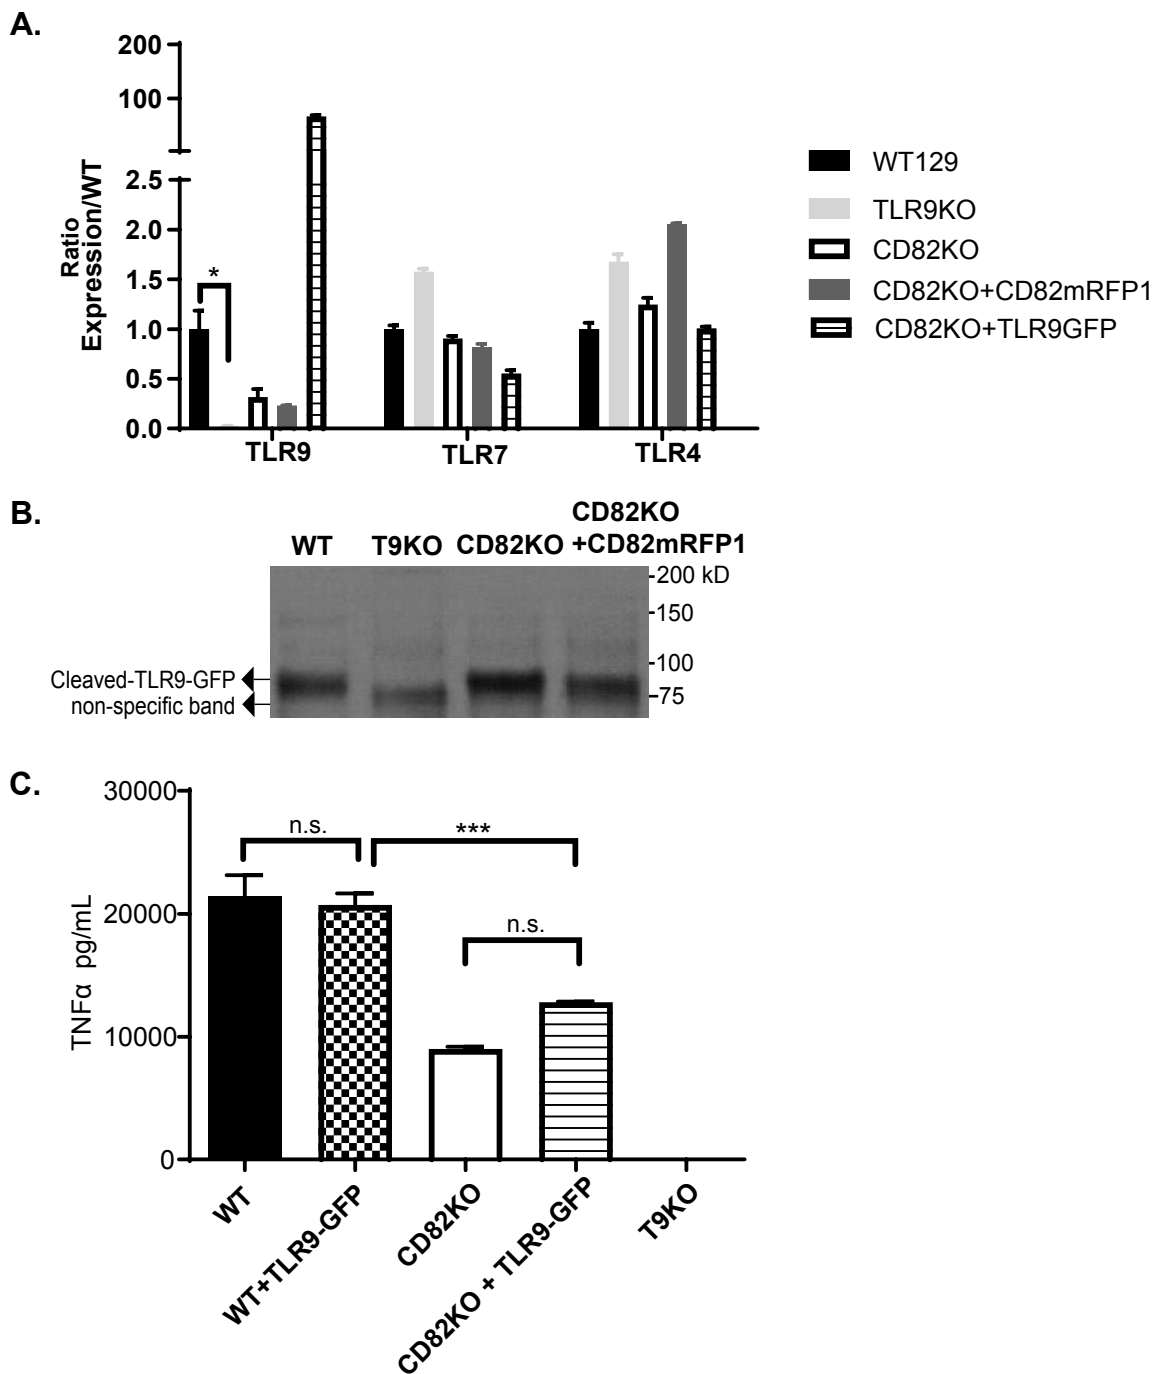 A.
200
100
2.5
2.0
1.5
1.0
0.5
0.0
Ratio
Expression/WT
*
TLR9
TLR7
TLR4
WT129
TLR9KO
CD82KO
CD82KO+CD82mRFP1
CD82KO+TLR9GFP
B.
WT
T9KO
CD82KO
CD82KO
+CD82mRFP1
200 kD
150
100
75
Cleaved-TLR9-GFP
non-specific band
C.
30000
20000
10000
0
TNFα pg/mL
n.s.
***
n.s.
WT
WT+TLR9-GFP
CD82KO
CD82KO + TLR9-GFP
T9KO